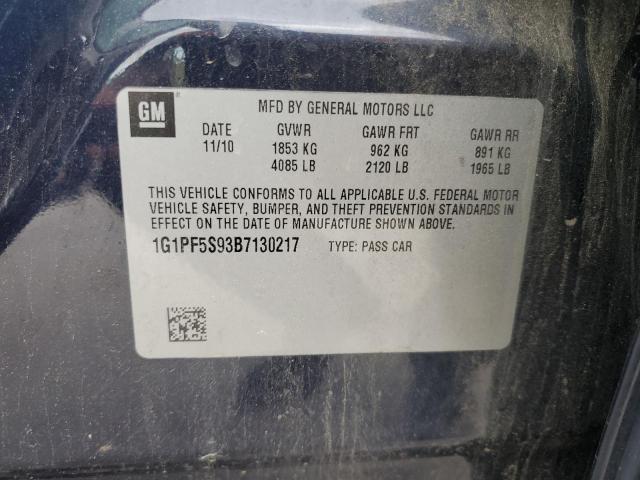 GM
MFD BY GENERAL MOTORS LLC
DATE GVWR GAWR FRT GAWR RR
11/10 1853 KG 962 KG 891 KG
4085 LB 2120 LB 1965 LB
THIS VEHICLE CONFORMS TO ALL APPLICABLE U.S. FEDERAL MOTOR
VEHICLE SAFETY, BUMPER, AND THEFT PREVENTION STANDARDS IN
EFFECT ON THE DATE OF MANUFACTURE SHOWN ABOVE.
1G1PF5S93B7130217 TYPE: PASS CAR